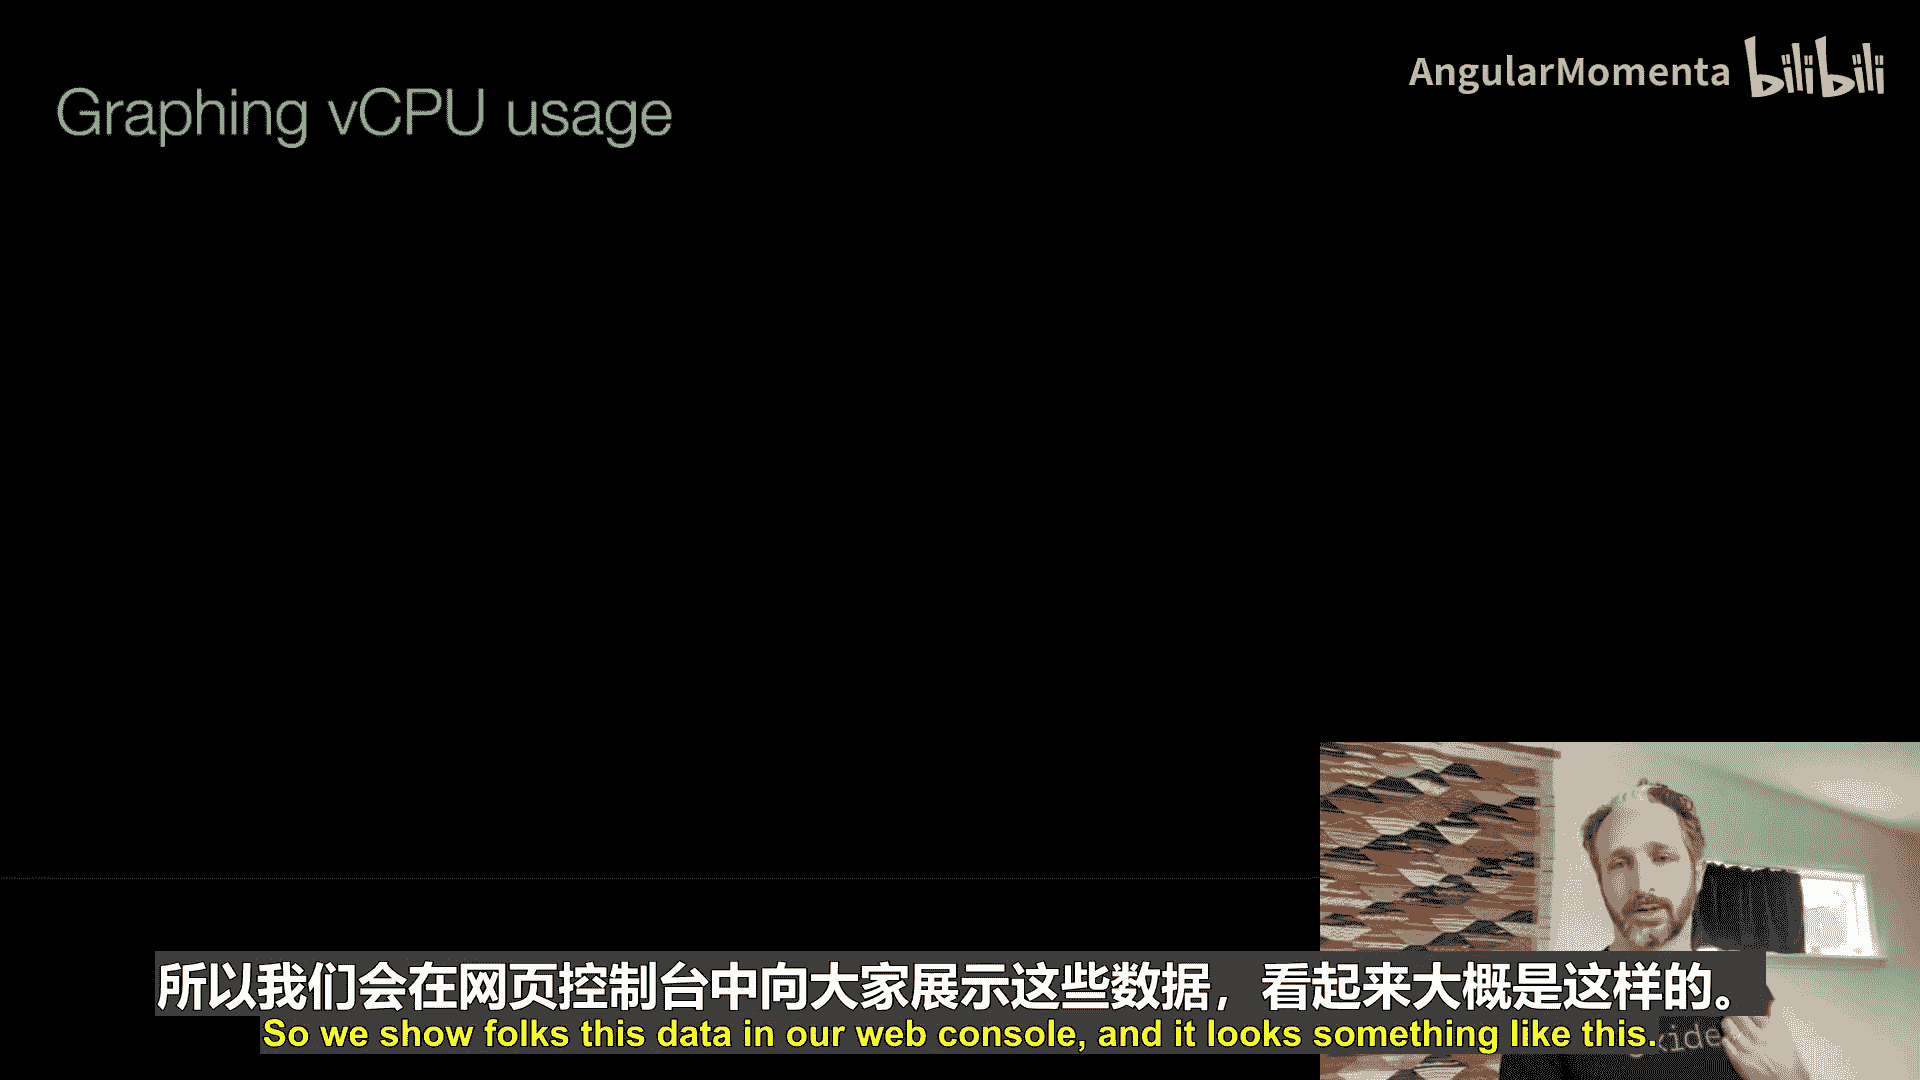 AngularMomenta bilibili
Graphing vCPU usage
所以我们会在网页控制台中向大家展示这些数据，看起来大概是这样的。
So we show folks this data in our web console, and it looks something like this.